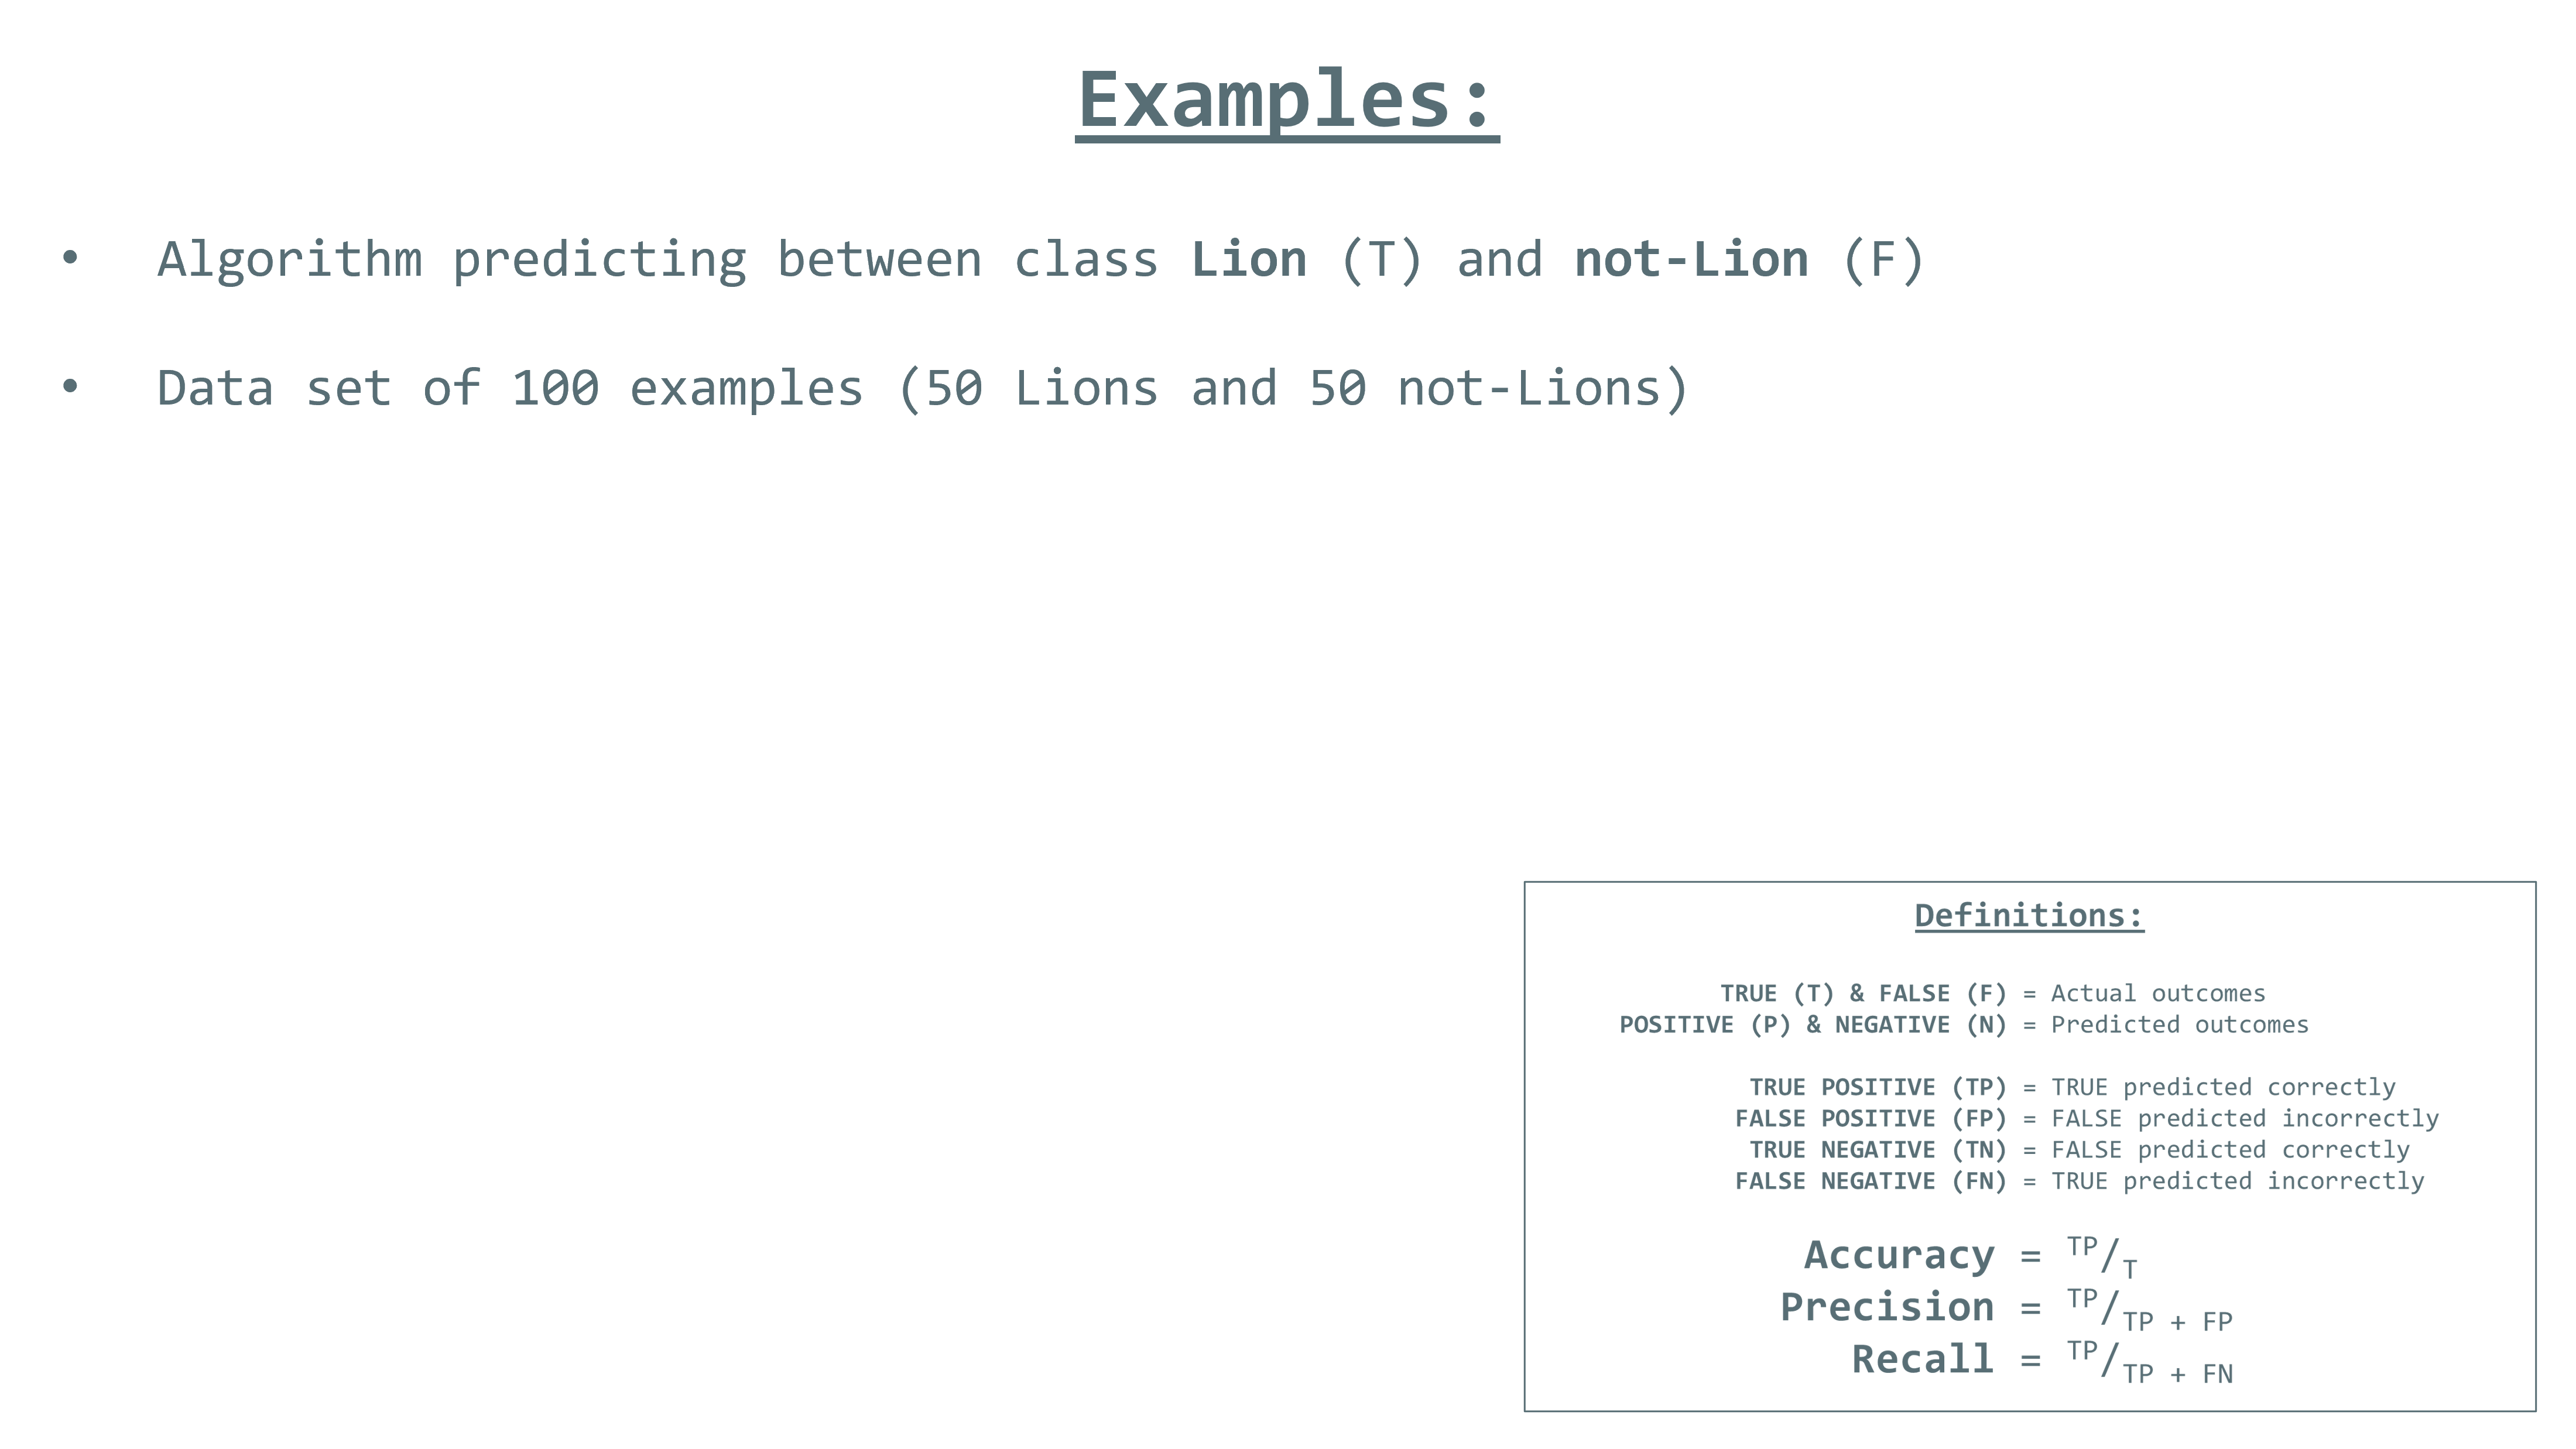 Examples:
• Algorithm predicting between class Lion (T) and not-Lion (F)
• Data set of 100 examples (50 Lions and 50 not-Lions)
Definitions:
TRUE (T) & FALSE (F) = Actual outcomes
POSITIVE (P) & NEGATIVE (N) = Predicted outcomes
TRUE POSITIVE (TP) = TRUE predicted correctly
FALSE POSITIVE (FP) = FALSE predicted incorrectly
TRUE NEGATIVE (TN) = FALSE predicted correctly
FALSE NEGATIVE (FN) = TRUE predicted incorrectly
Accuracy = TP/T
Precision = TP/TP + FP
Recall = TP/TP + FN